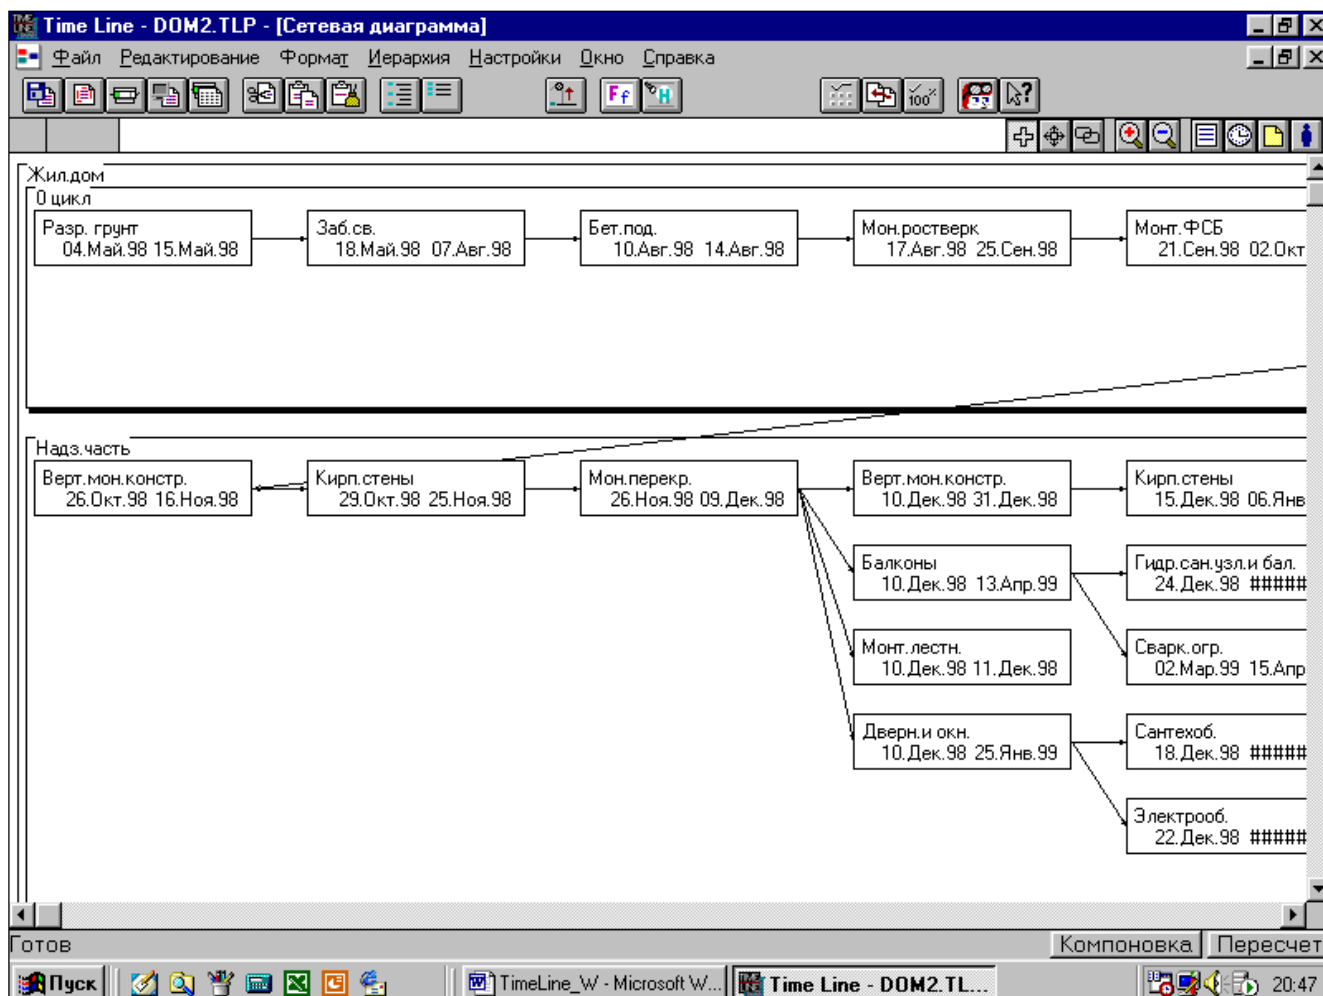 Time Line - DOM2.TLP - [Сетевая диаграмма]
Файл Редактирование Формат Иерархия Настройки Окно Справка
Жил.дом
0 цикл
Разр. грунт
04.Май.98 15.Май.98
Заб.св.
18.Май.98 07.Авг.98
Бет.под.
10.Авг.98 14.Авг.98
Мон.ростверк
17.Авг.98 25.Сен.98
Монт.ФСБ
21.Сен.98 02.Окт
Надз.часть
Верт.мон.констр.
26.Окт.98 16.Ноя.98
Кирп.стены
29.Окт.98 25.Ноя.98
Мон.перекр.
26.Ноя.98 09.Дек.98
Верт.мон.констр.
10.Дек.98 31.Дек.98
Кирп.стены
15.Дек.98 06.Янв
Балконы
10.Дек.98 13.Апр.99
Гидр.сан.узл.и бал.
24.Дек.98 #####
Монт.лестн.
10.Дек.98 11.Дек.98
Сварк.огр.
02.Мар.99 15.Апр
Дверн.и окн.
10.Дек.98 25.Янв.99
Сантехоб.
18.Дек.98 #####
Электрооб.
22.Дек.98 #####
Готов Компоновка Пересчет
Пуск TimeLine_W - Microsoft W... Time Line - DOM2.TL... 20:47